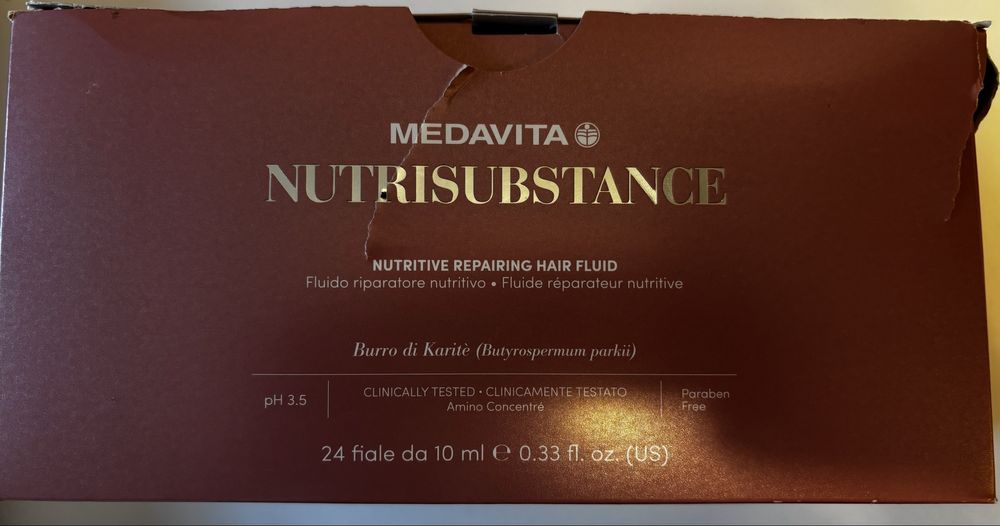 MEDAVITA
NUTRISUBSTANCE
NUTRITIVE REPAIRING HAIR FLUID
Fluido riparatore nutritivo • Fluide réparateur nutritive
Burro di Karitè (Butyrospermum parkii)
pH 3.5
CLINICALLY TESTED • CLINICAMENTE TESTATO
Amino Concentré
Paraben
Free
24 fiale da 10 ml ℮ 0.33 fl. oz. (US)